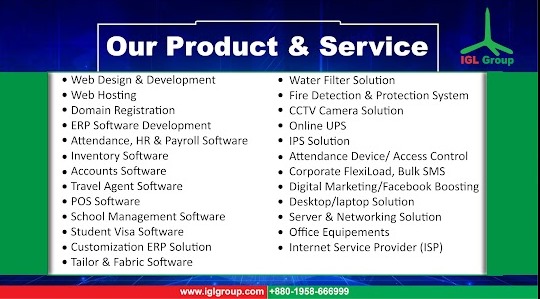 Our Product & Service
IGL Group
• Web Design & Development
• Web Hosting
• Domain Registration
• ERP Software Development
• Attendance, HR & Payroll Software
• Inventory Software
• Accounts Software
• Travel Agent Software
• POS Software
• School Management Software
• Student Visa Software
• Customization ERP Solution
• Tailor & Fabric Software
• Water Filter Solution
• Fire Detection & Protection System
• CCTV Camera Solution
• Online UPS
• IPS Solution
• Attendance Device/ Access Control
• Corporate FlexiLoad, Bulk SMS
• Digital Marketing/Facebook Boosting
• Desktop/laptop Solution
• Server & Networking Solution
• Office Equipements
• Internet Service Provider (ISP)
www.iglgroup.com +880-1958-666999